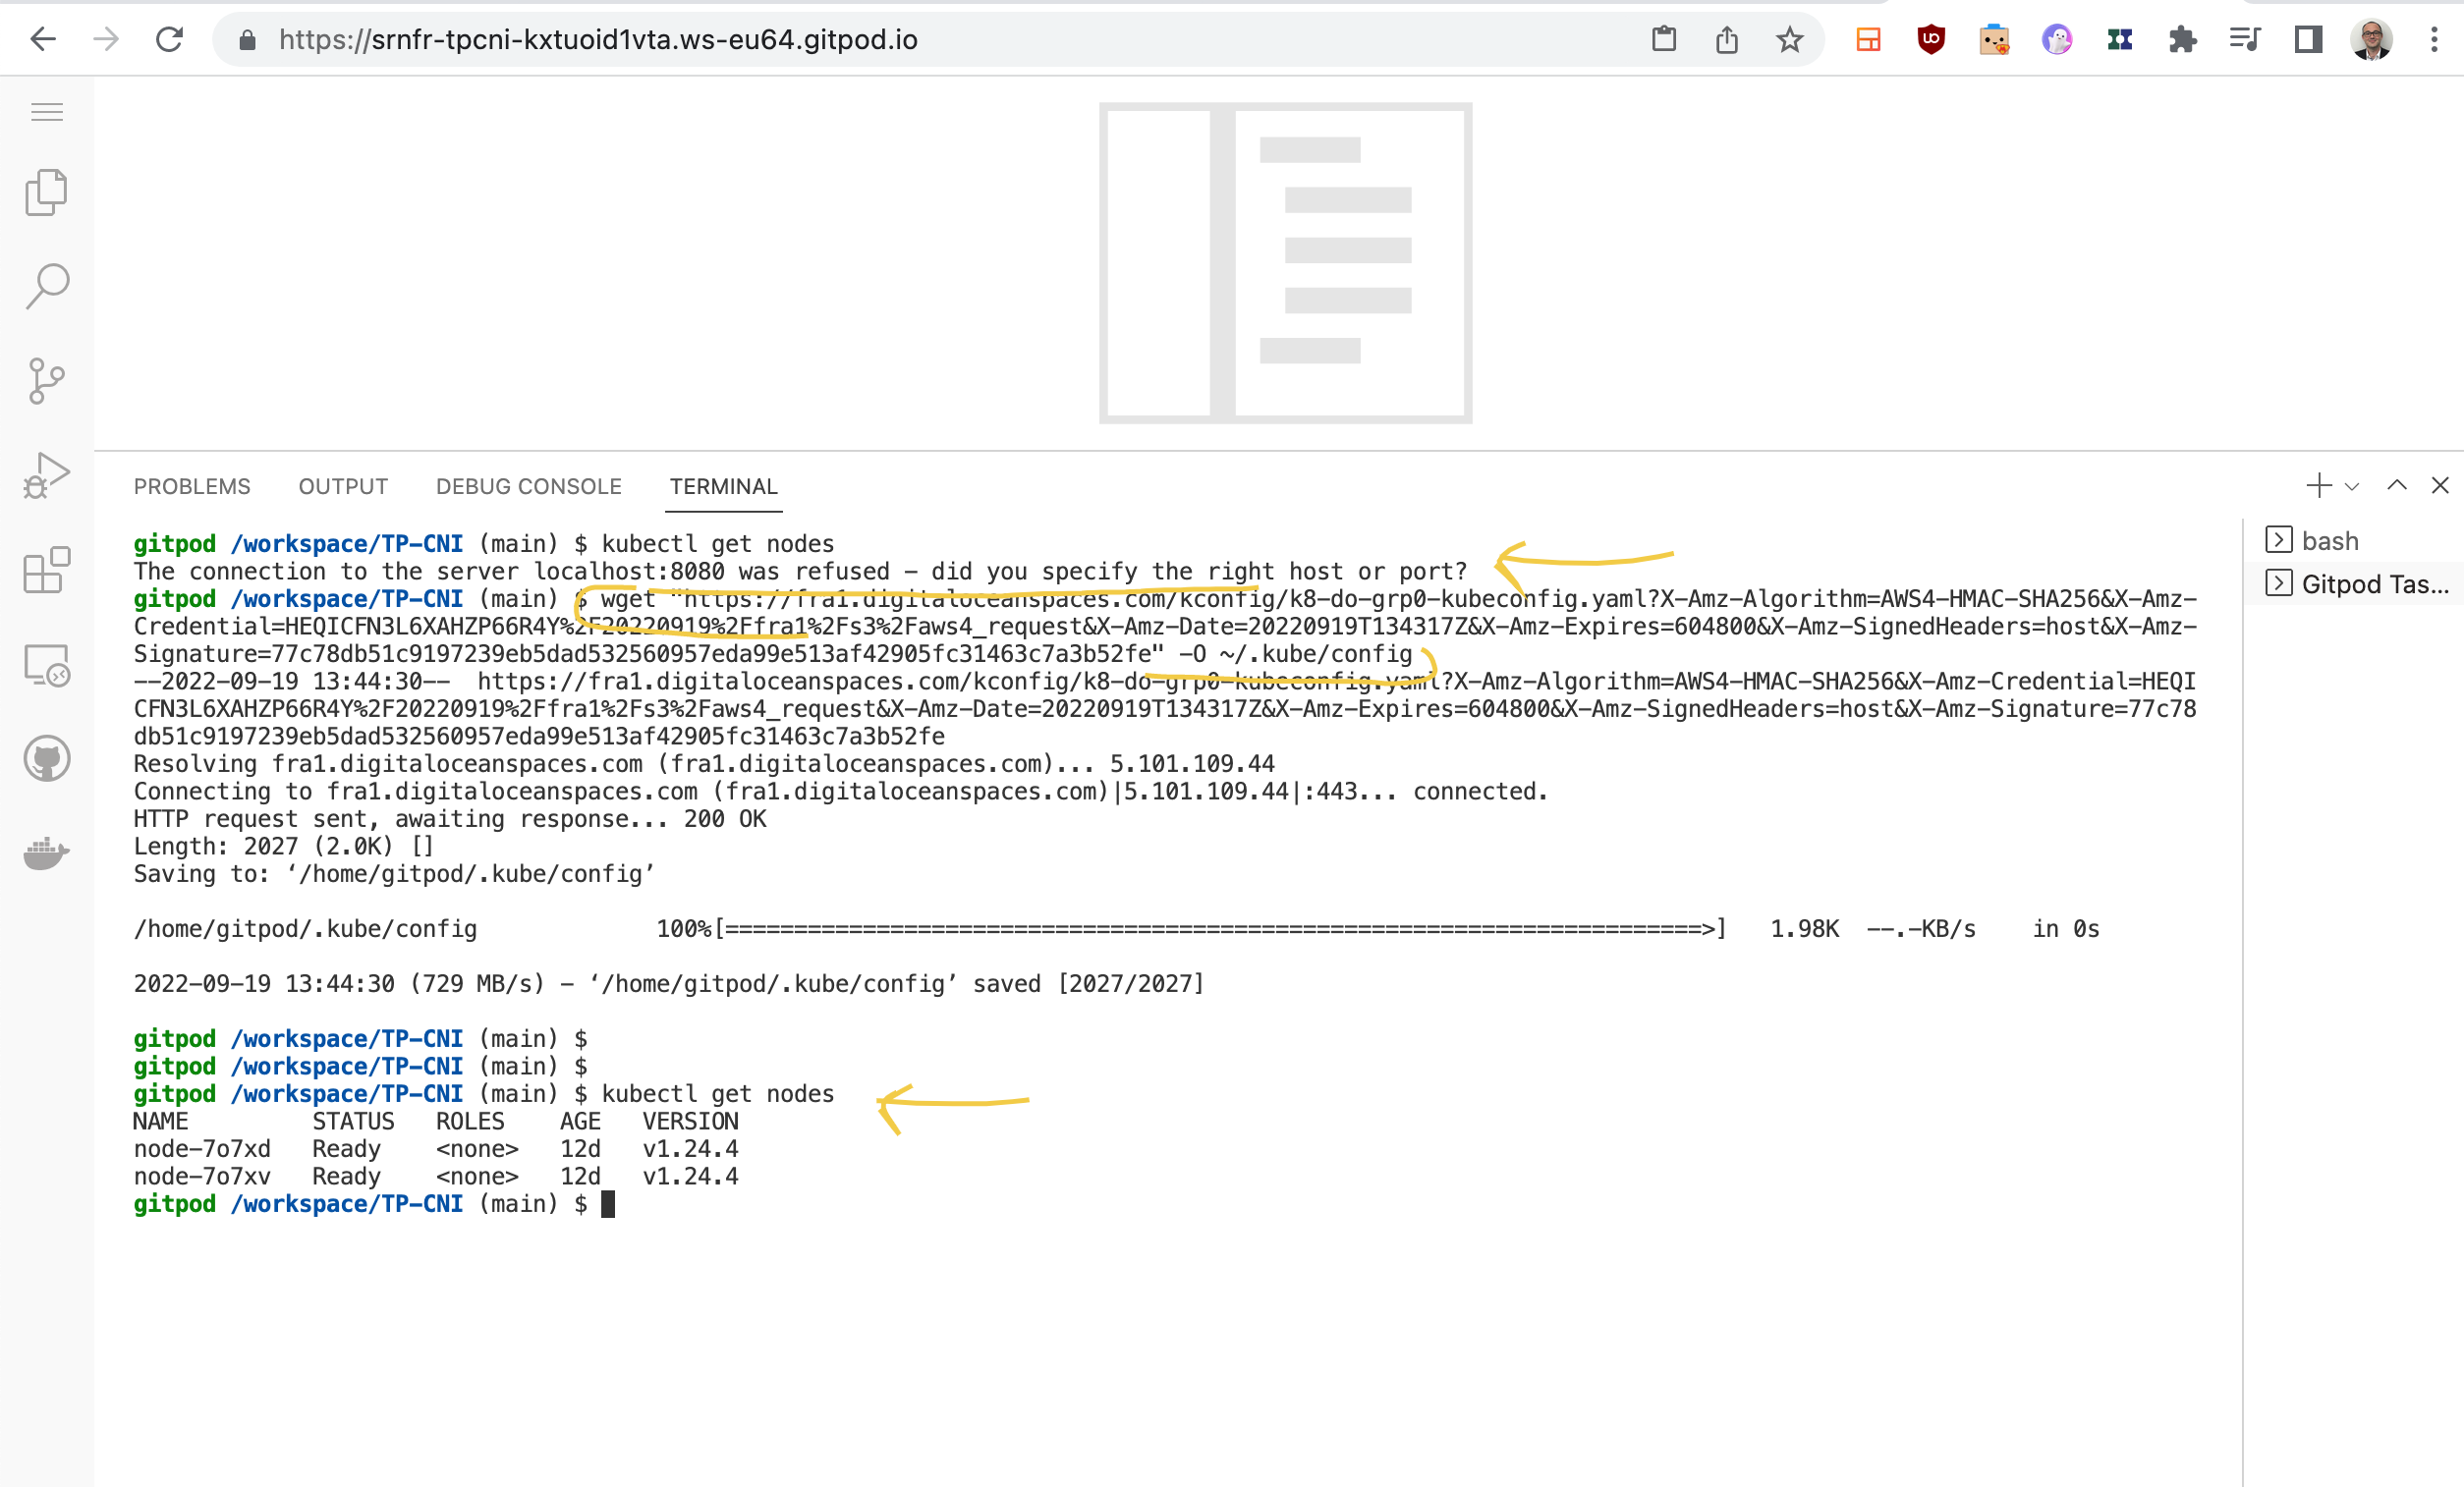 https://srnfr-tpcni-kxtuoid1vta.ws-eu64.gitpod.io
PROBLEMS OUTPUT DEBUG CONSOLE TERMINAL
gitpod /workspace/TP-CNI (main) $ kubectl get nodes
The connection to the server localhost:8080 was refused - did you specify the right host or port?
gitpod /workspace/TP-CNI (main) $ wget "https://fra1.digitaloceanspaces.com/kconfig/k8-do-grp0-kubeconfig.yaml?X-Amz-Algorithm=AWS4-HMAC-SHA256&X-Amz-
Credential=HEQICFN3L6XAHZP66R4Y%2F20220919%2Ffra1%2Fs3%2Faws4_request&X-Amz-Date=20220919T134317Z&X-Amz-Expires=604800&X-Amz-SignedHeaders=host&X-Amz-
Signature=77c78db51c9197239eb5dad532560957eda99e513af42905fc31463c7a3b52fe" -O ~/.kube/config
--2022-09-19 13:44:30-- https://fra1.digitaloceanspaces.com/kconfig/k8-do-grp0-kubeconfig.yaml?X-Amz-Algorithm=AWS4-HMAC-SHA256&X-Amz-Credential=HEQI
CFN3L6XAHZP66R4Y%2F20220919%2Ffra1%2Fs3%2Faws4_request&X-Amz-Date=20220919T134317Z&X-Amz-Expires=604800&X-Amz-SignedHeaders=host&X-Amz-Signature=77c78
db51c9197239eb5dad532560957eda99e513af42905fc31463c7a3b52fe
Resolving fra1.digitaloceanspaces.com (fra1.digitaloceanspaces.com)... 5.101.109.44
Connecting to fra1.digitaloceanspaces.com (fra1.digitaloceanspaces.com)|5.101.109.44|:443... connected.
HTTP request sent, awaiting response... 200 OK
Length: 2027 (2.0K) []
Saving to: ‘/home/gitpod/.kube/config’
/home/gitpod/.kube/config 100%[=======================================================================>] 1.98K --.-KB/s in 0s
2022-09-19 13:44:30 (729 MB/s) - ‘/home/gitpod/.kube/config’ saved [2027/2027]
gitpod /workspace/TP-CNI (main) $
gitpod /workspace/TP-CNI (main) $
gitpod /workspace/TP-CNI (main) $ kubectl get nodes
NAME STATUS ROLES AGE VERSION
node-7o7xd Ready <none> 12d v1.24.4
node-7o7xv Ready <none> 12d v1.24.4
gitpod /workspace/TP-CNI (main) $
bash
Gitpod Tas...